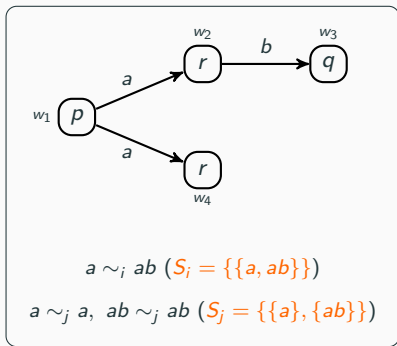 w₂ w₃
r b q
a
w₁ p
a
r
w₄
a ∼ᵢ ab (Sᵢ = {{a, ab}})
a ∼ⱼ a, ab ∼ⱼ ab (Sⱼ = {{a}, {ab}})